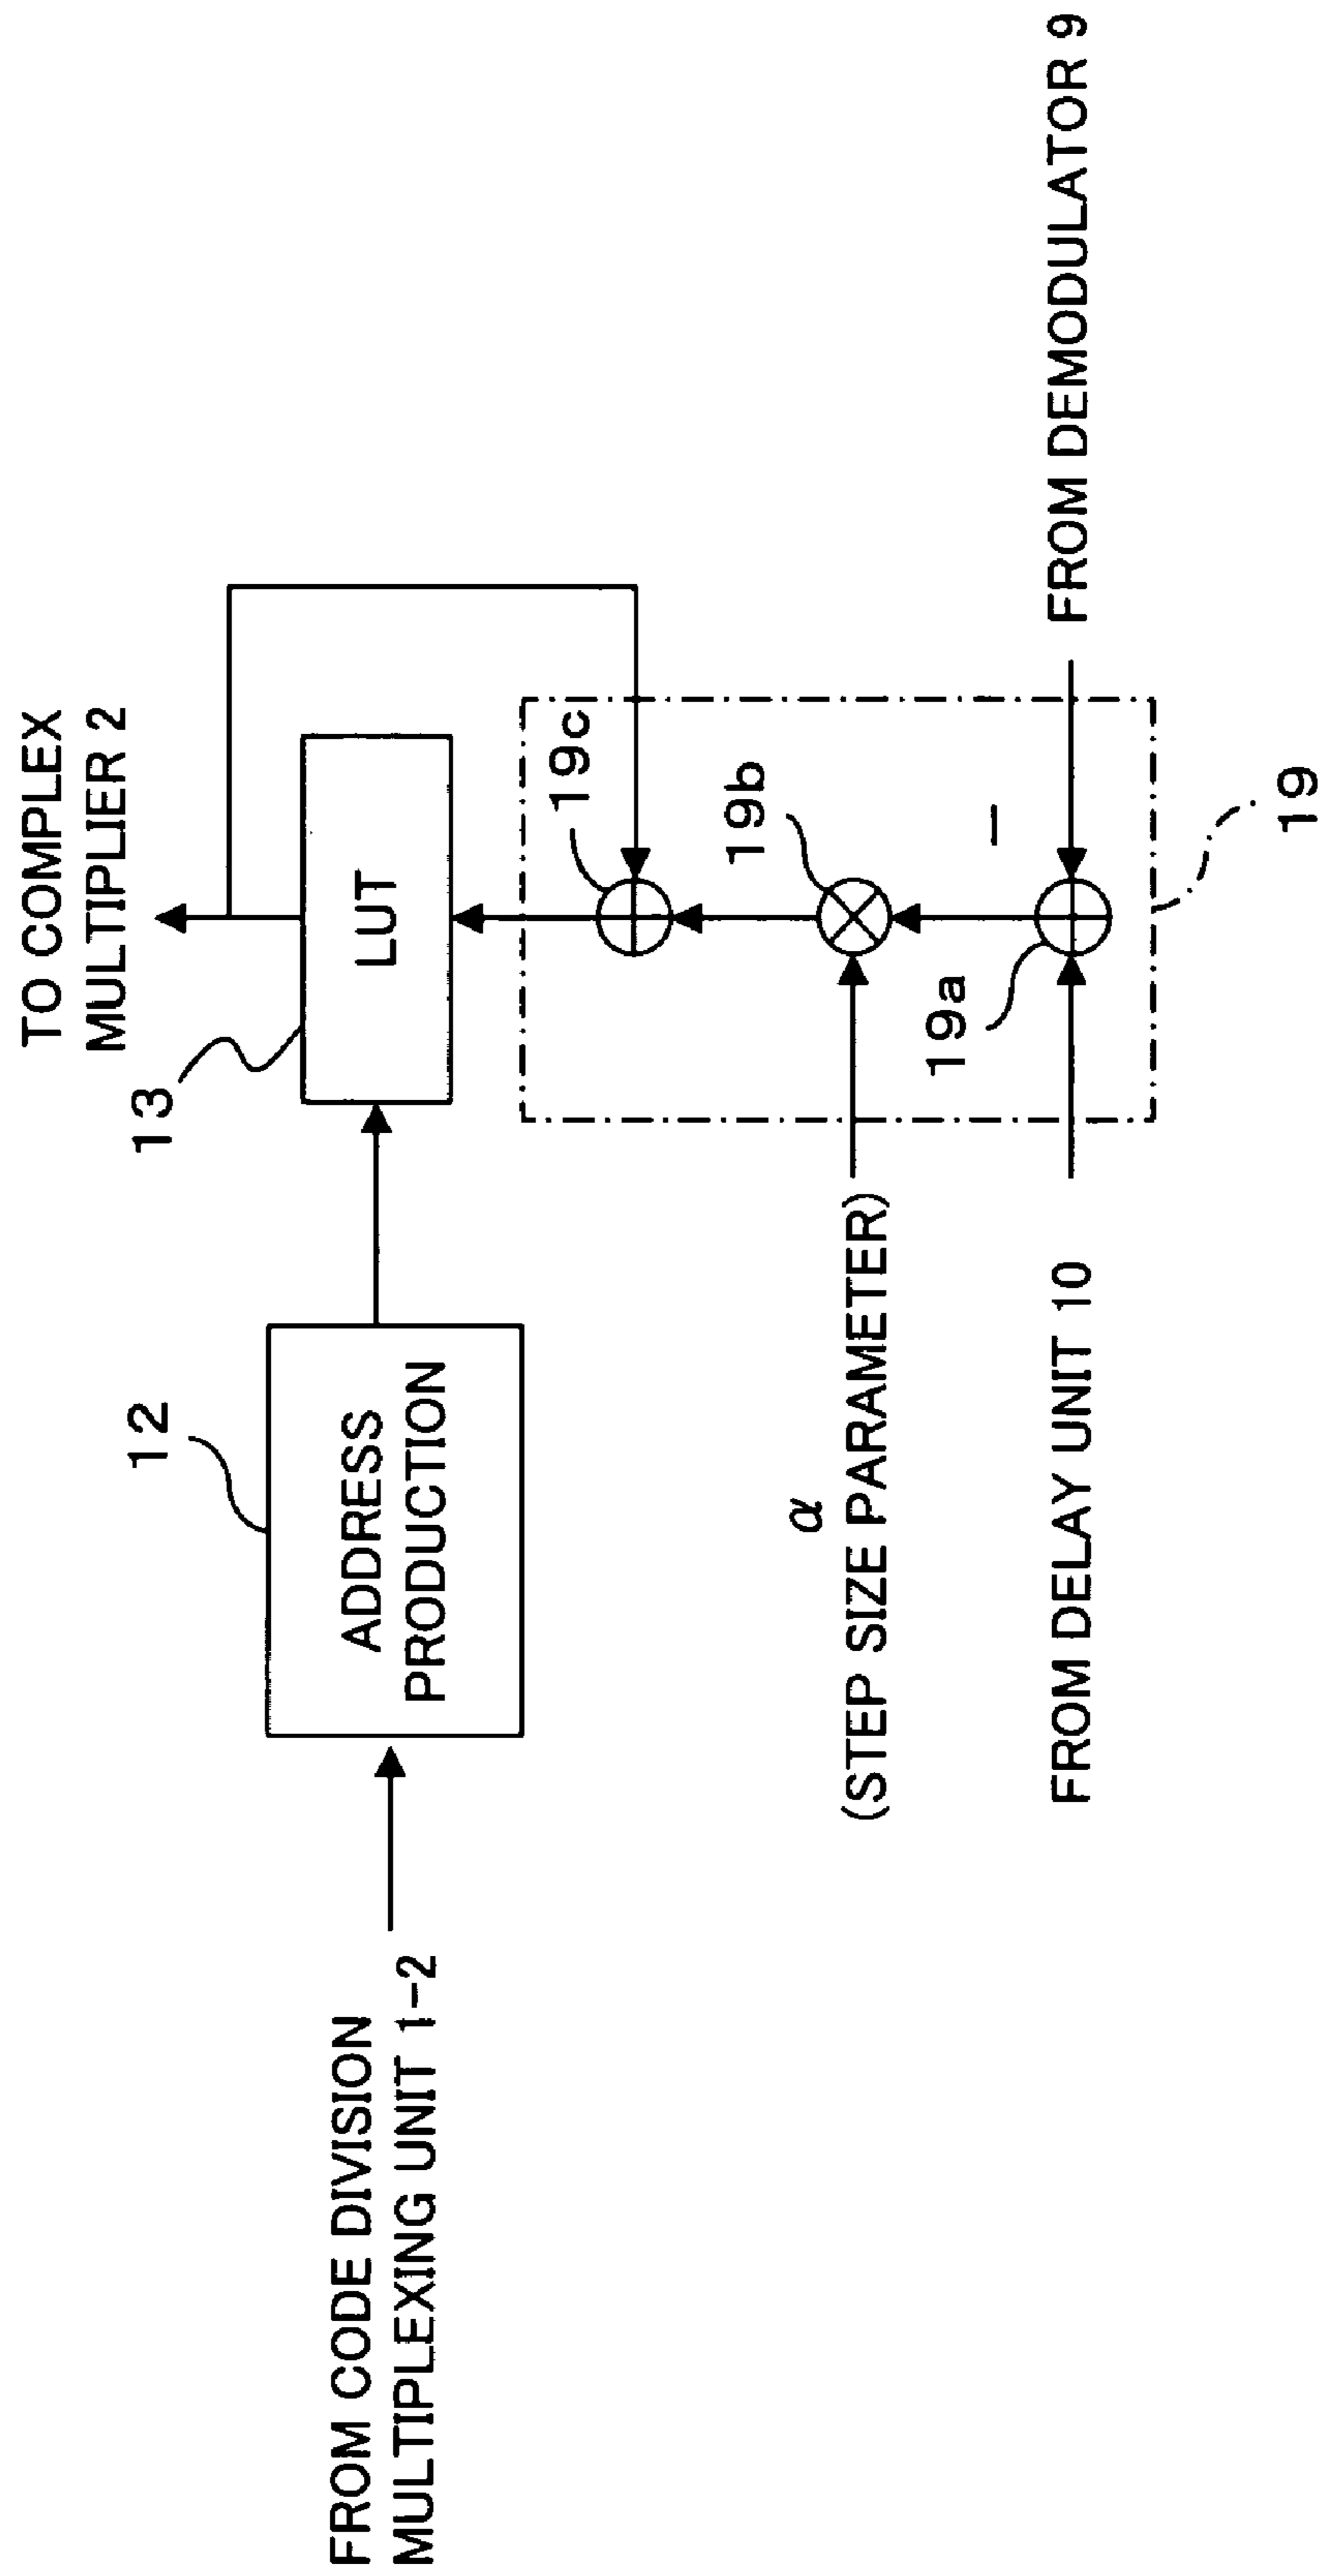 TO COMPLEX
MULTIPLIER 2
13
LUT
12
ADDRESS
PRODUCTION
FROM CODE DIVISION
MULTIPLEXING UNIT 1-2
19c
19b
α
(STEP SIZE PARAMETER)
−
19a
FROM DELAY UNIT 10
FROM DEMODULATOR 9
19